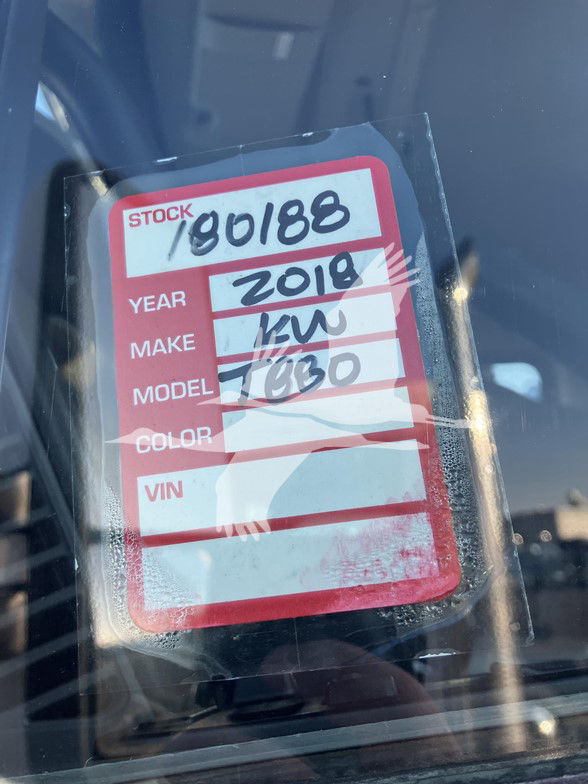 STOCK 180188
YEAR 2018
MAKE KW
MODEL T880
COLOR
VIN